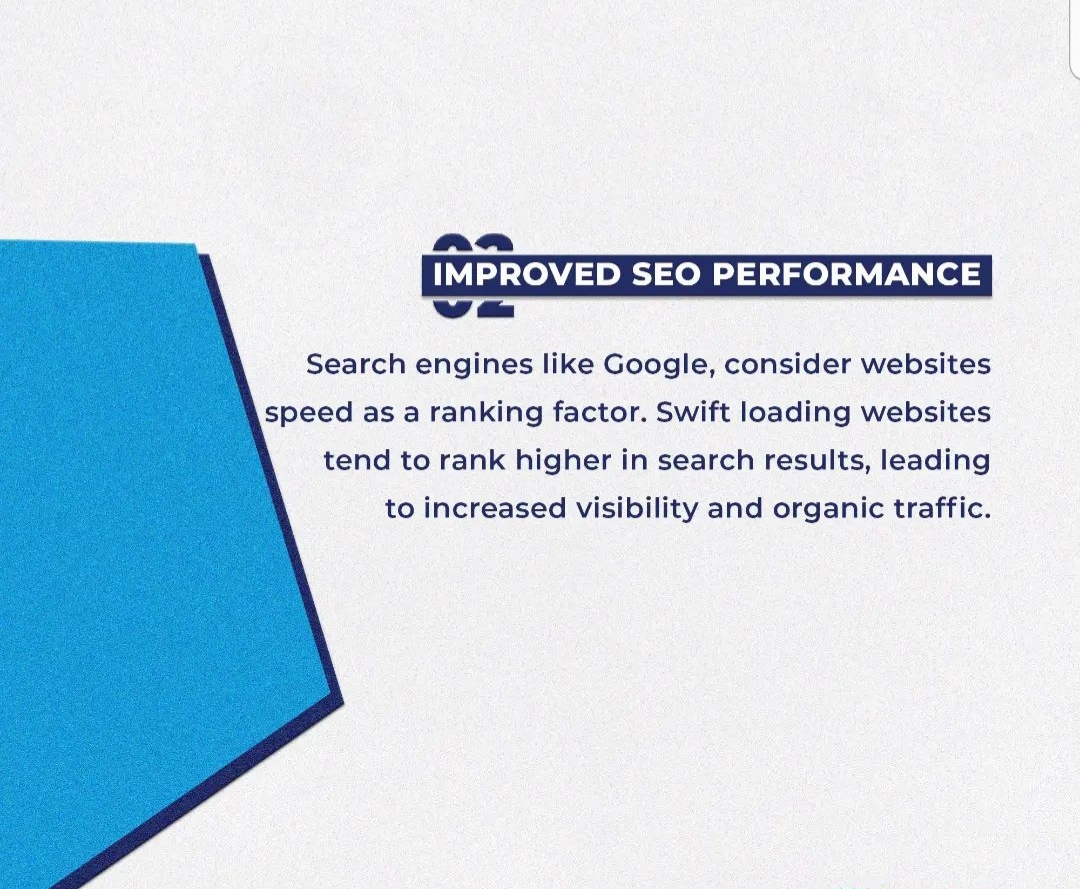 02
IMPROVED SEO PERFORMANCE
Search engines like Google, consider websites
speed as a ranking factor. Swift loading websites
tend to rank higher in search results, leading
to increased visibility and organic traffic.